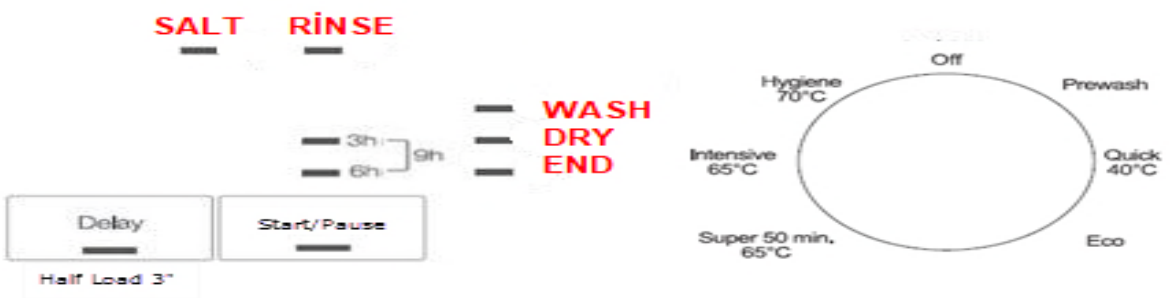 SALT RİNSE
WASH
DRY
END
3h
6h
9h
Delay
Start/Pause
Half Load 3"
Off
Prewash
Quick
40°C
Eco
Super 50 min.
65°C
Intensive
65°C
Hygiene
70°C